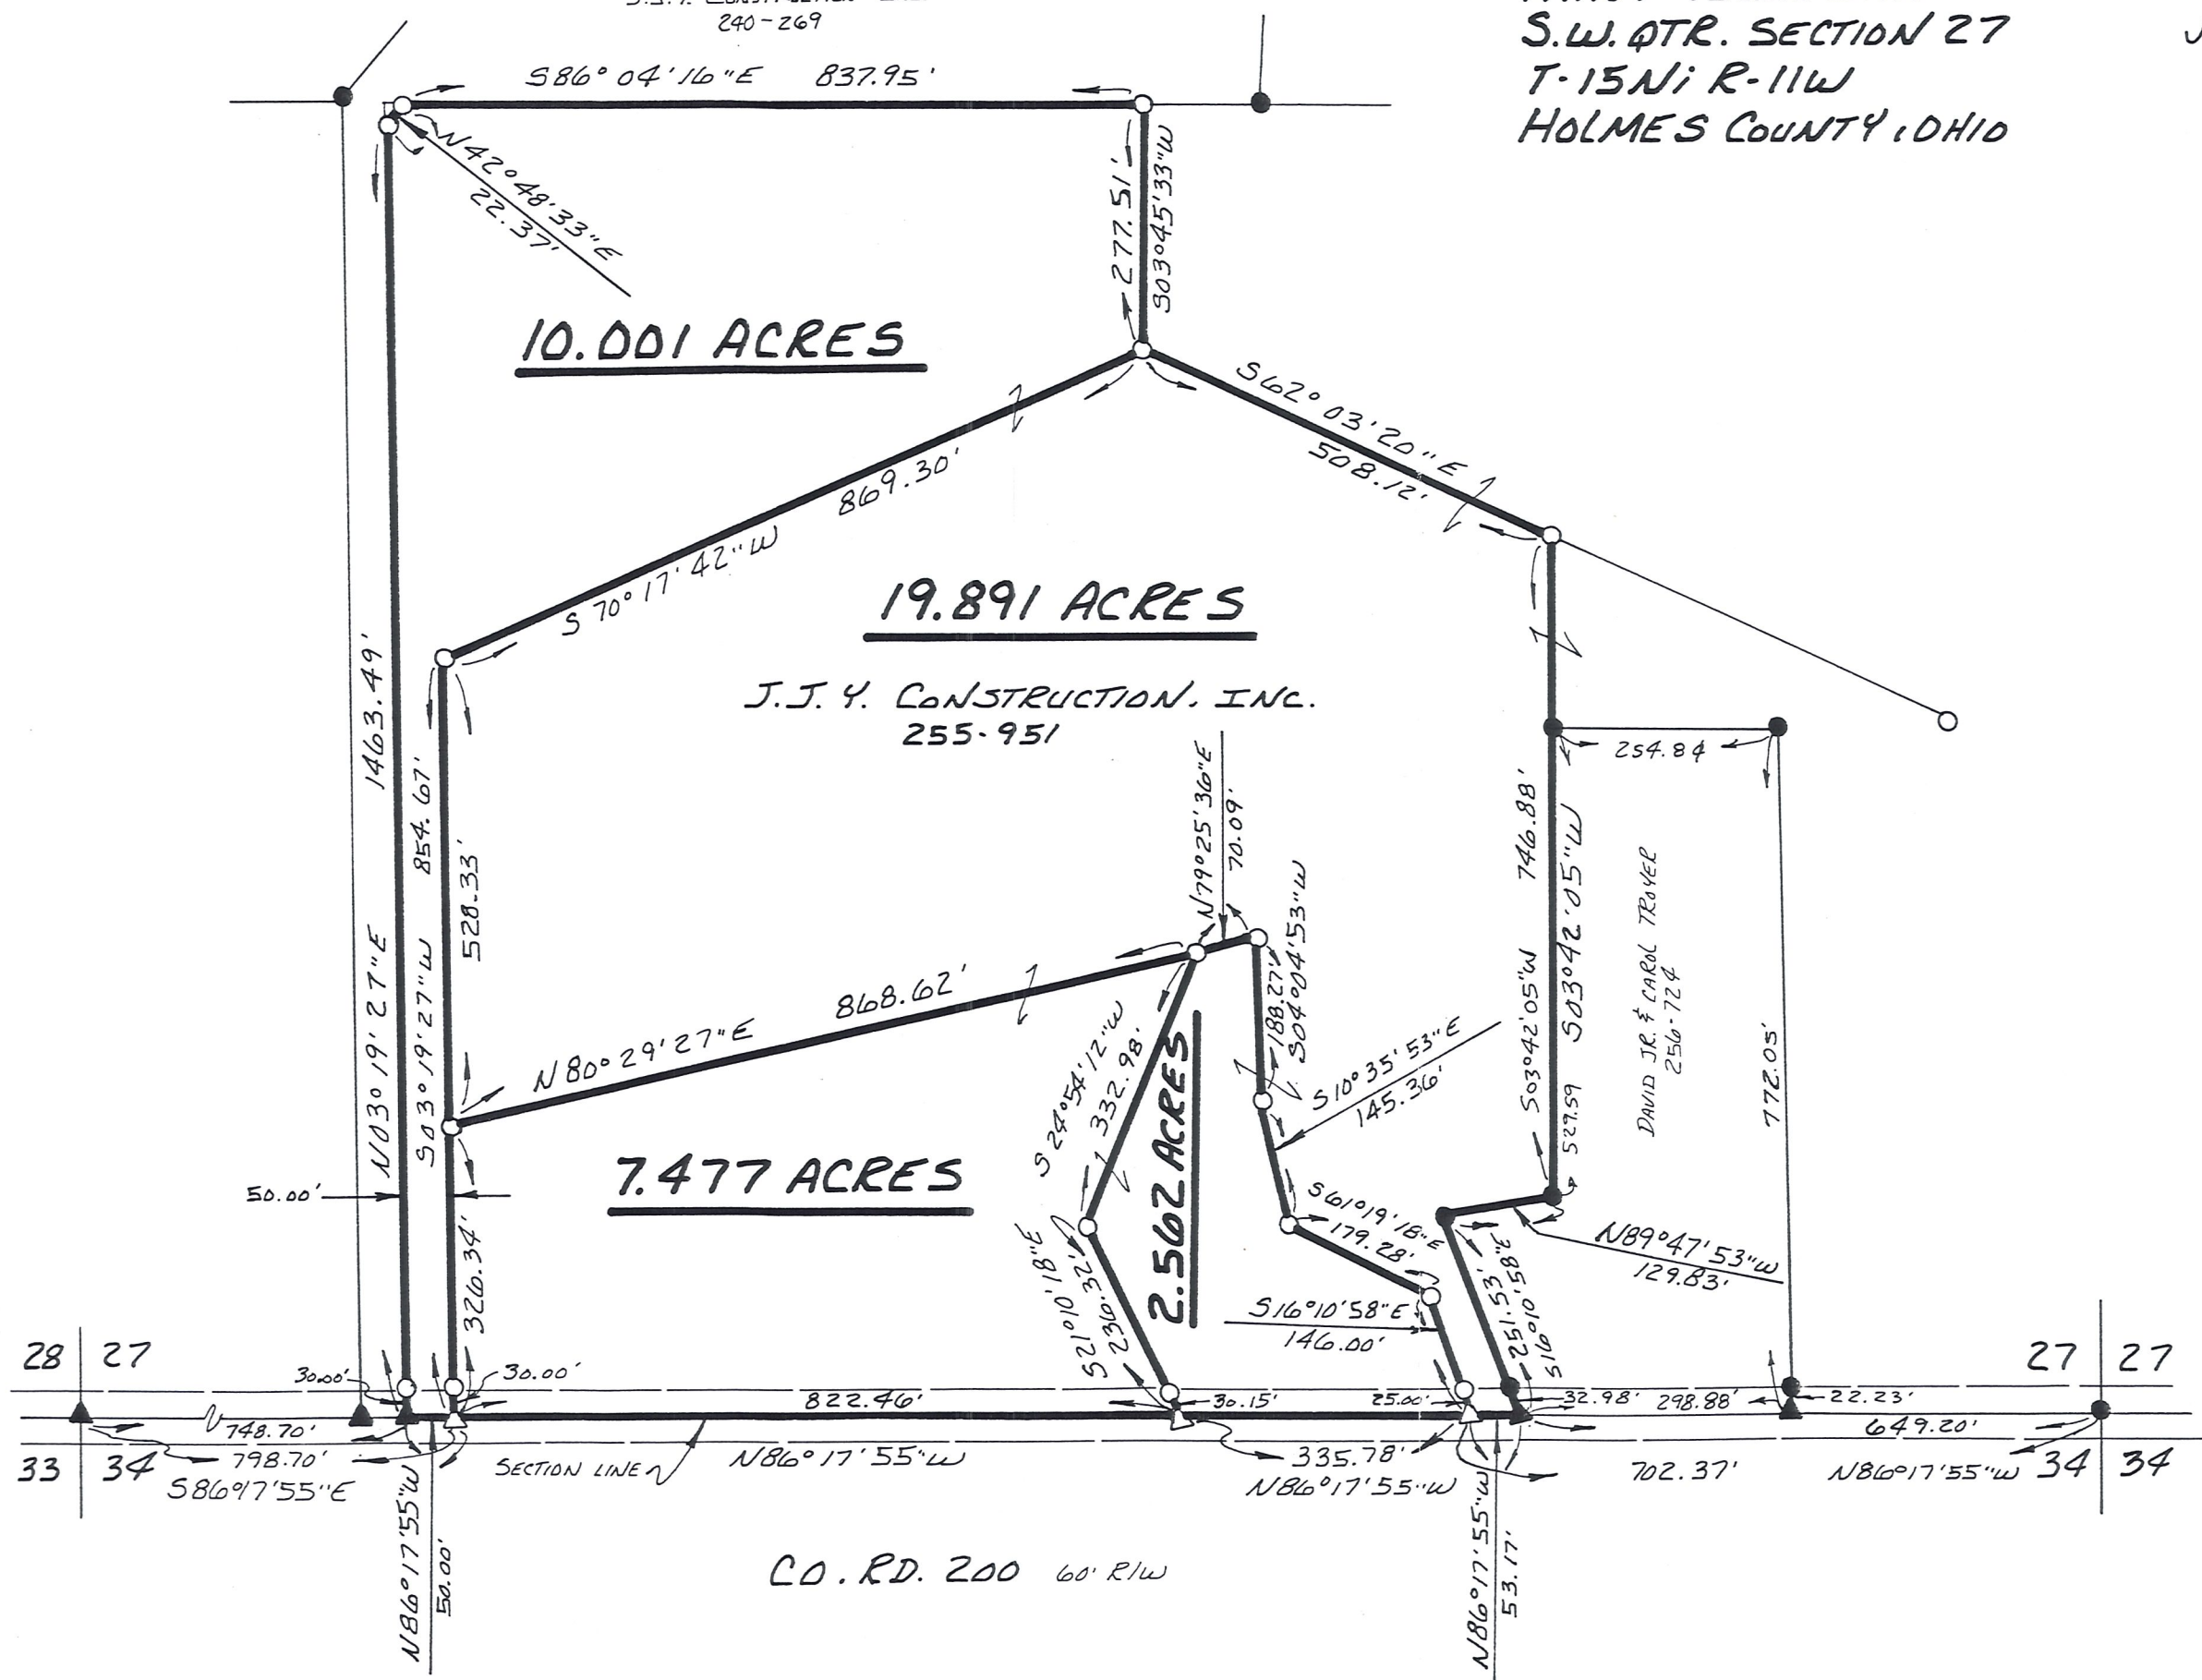 240-269
S.W. QTR. SECTION 27
T-15N; R-11W
HOLMES COUNTY, OHIO
S86°04'16"E 837.95'
N42°48'33"E
22.37'
277.51'
S03°45'33"W
10.001 ACRES
S62°03'20"E
508.12'
869.30'
S70°17'42"W
19.891 ACRES
J.J.Y. CONSTRUCTION, INC.
255-951
1463.49'
N03°19'27"E
854.67'
S03°19'27"W
528.33'
254.84
N79°25'36"E
70.09'
746.88'
S03°42'05"W
S03°42'05"W
529.59
DAVID JR. & CAROL TROYER
256-724
772.05'
868.62'
N80°29'27"E
188.27'
S04°04'53"W
S24°54'12"W
332.98'
2.562 ACRES
S10°35'53"E
145.36'
7.477 ACRES
50.00'
326.34'
S61°19'18"E
179.28'
N89°47'53"W
129.83'
S21°10'18"E
236.32'
S16°10'58"E
146.00'
251.53'
S16°10'58"E
28 27
27 27
30.00'
30.00'
822.46'
30.15'
25.00'
32.98'
298.88'
22.23'
748.70'
649.20'
798.70'
S86°17'55"E
SECTION LINE
N86°17'55"W
335.78'
N86°17'55"W
702.37'
N86°17'55"W
33 34
34 34
N86°17'55"W
50.00'
N86°17'55"W
53.17'
CO. RD. 200 60' R/W